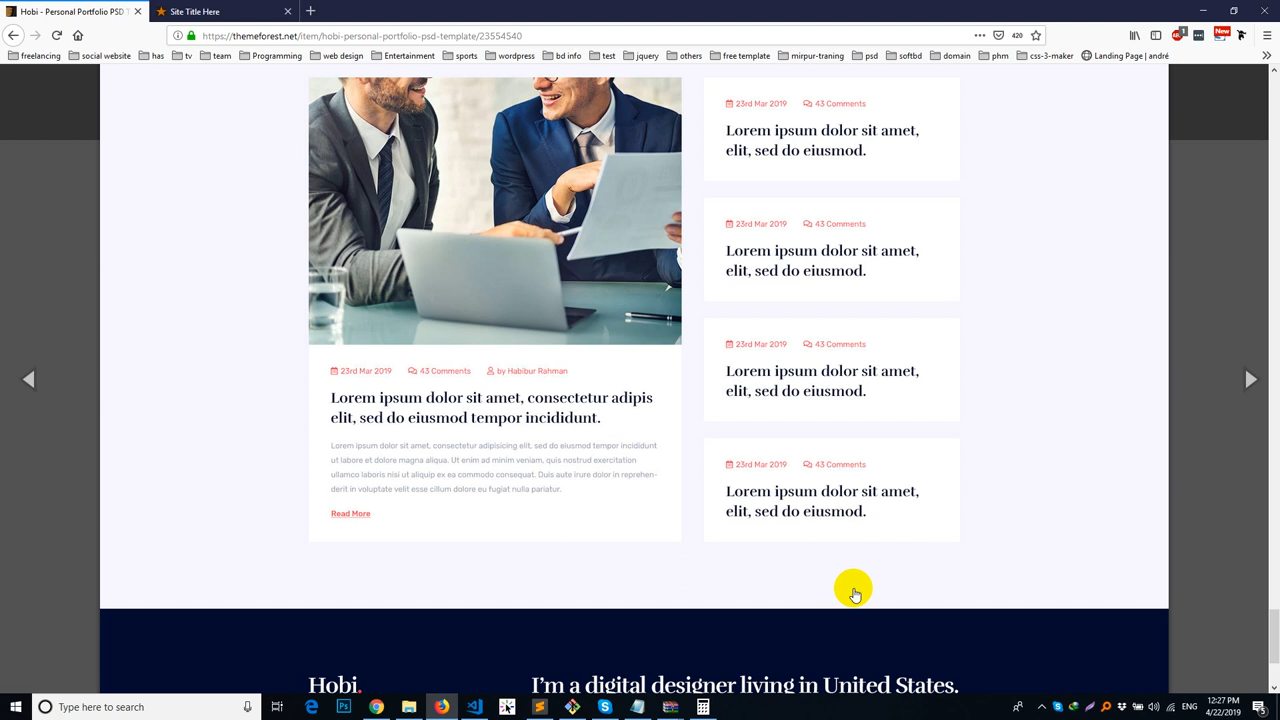 Hobi - Personal Portfolio PSD T
Site Title Here
https://themeforest.net/item/hobi-personal-portfolio-psd-template/23554540
420
1
New
freelancing
social website
has
tv
team
Programming
web design
Entertainment
sports
wordpress
bd info
test
jquery
others
free template
mirpur-traning
psd
softbd
domain
phm
css-3-maker
Landing Page | andre
23rd Mar 2019 43 Comments by Habibur Rahman
Lorem ipsum dolor sit amet, consectetur adipis
elit, sed do eiusmod tempor incididunt.
Lorem ipsum dolor sit amet, consectetur adipisicing elit, sed do eiusmod tempor incididunt
ut labore et dolore magna aliqua. Ut enim ad minim veniam, quis nostrud exercitation
ullamco laboris nisi ut aliquip ex ea commodo consequat. Duis aute irure dolor in reprehen-
derit in voluptate velit esse cillum dolore eu fugiat nulla pariatur.
Read More
23rd Mar 2019 43 Comments
Lorem ipsum dolor sit amet,
elit, sed do eiusmod.
23rd Mar 2019 43 Comments
Lorem ipsum dolor sit amet,
elit, sed do eiusmod.
23rd Mar 2019 43 Comments
Lorem ipsum dolor sit amet,
elit, sed do eiusmod.
23rd Mar 2019 43 Comments
Lorem ipsum dolor sit amet,
elit, sed do eiusmod.
Hobi.
I'm a digital designer living in United States.
Type here to search
ENG
12:27 PM
4/22/2019
5